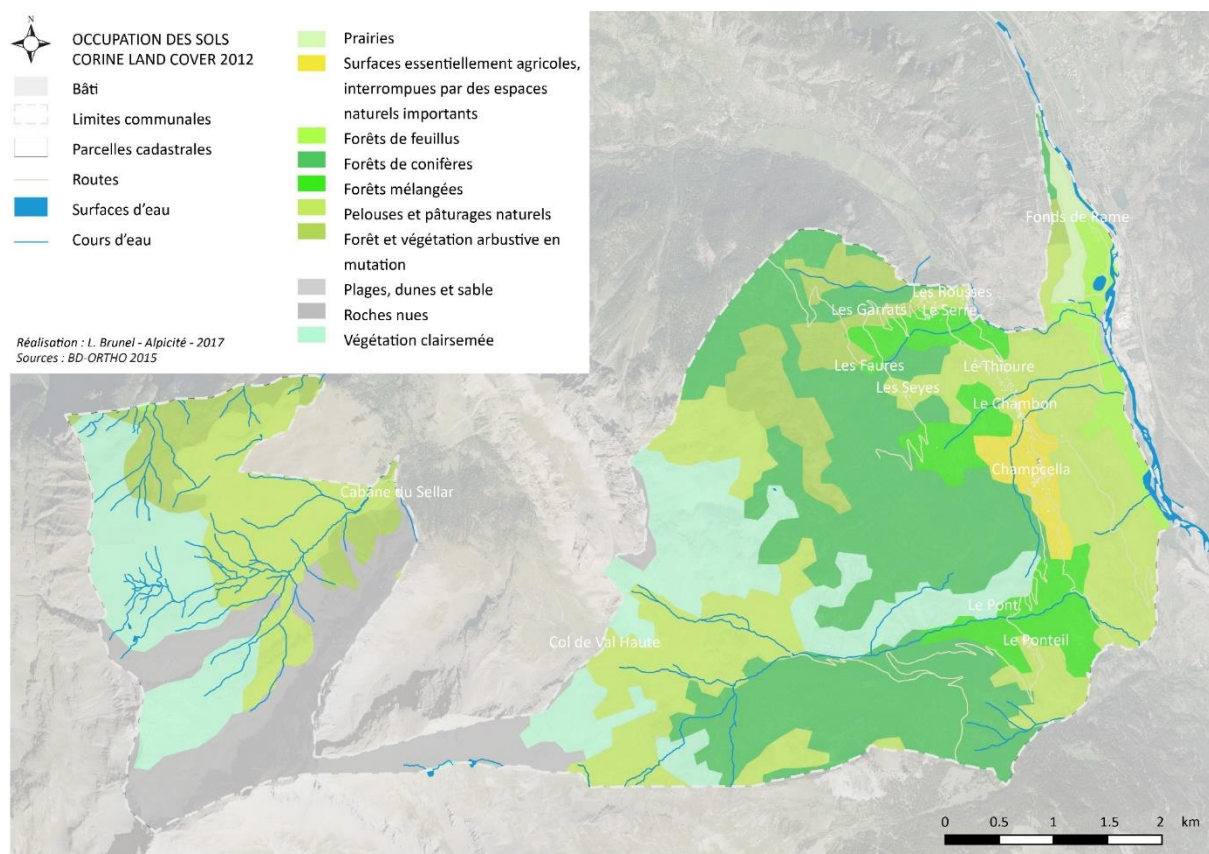 N
OCCUPATION DES SOLS
CORINE LAND COVER 2012
Bâti
Limites communales
Parcelles cadastrales
Routes
Surfaces d'eau
Cours d'eau
Réalisation : L. Brunel - Alpicité - 2017
Sources : BD-ORTHO 2015
Prairies
Surfaces essentiellement agricoles,
interrompues par des espaces
naturels importants
Forêts de feuillus
Forêts de conifères
Forêts mélangées
Pelouses et pâturages naturels
Forêt et végétation arbustive en
mutation
Plages, dunes et sable
Roches nues
Végétation clairsemée
Fonds de Rame
Les Rousses
Les Garrats
Le Serre
Les Faures
Le Thioure
Les Seyes
Le Chambon
Champcella
Cabane du Sellar
Le Pont
Col de Val Haute
Le Ponteil
0 0.5 1 1.5 2 km